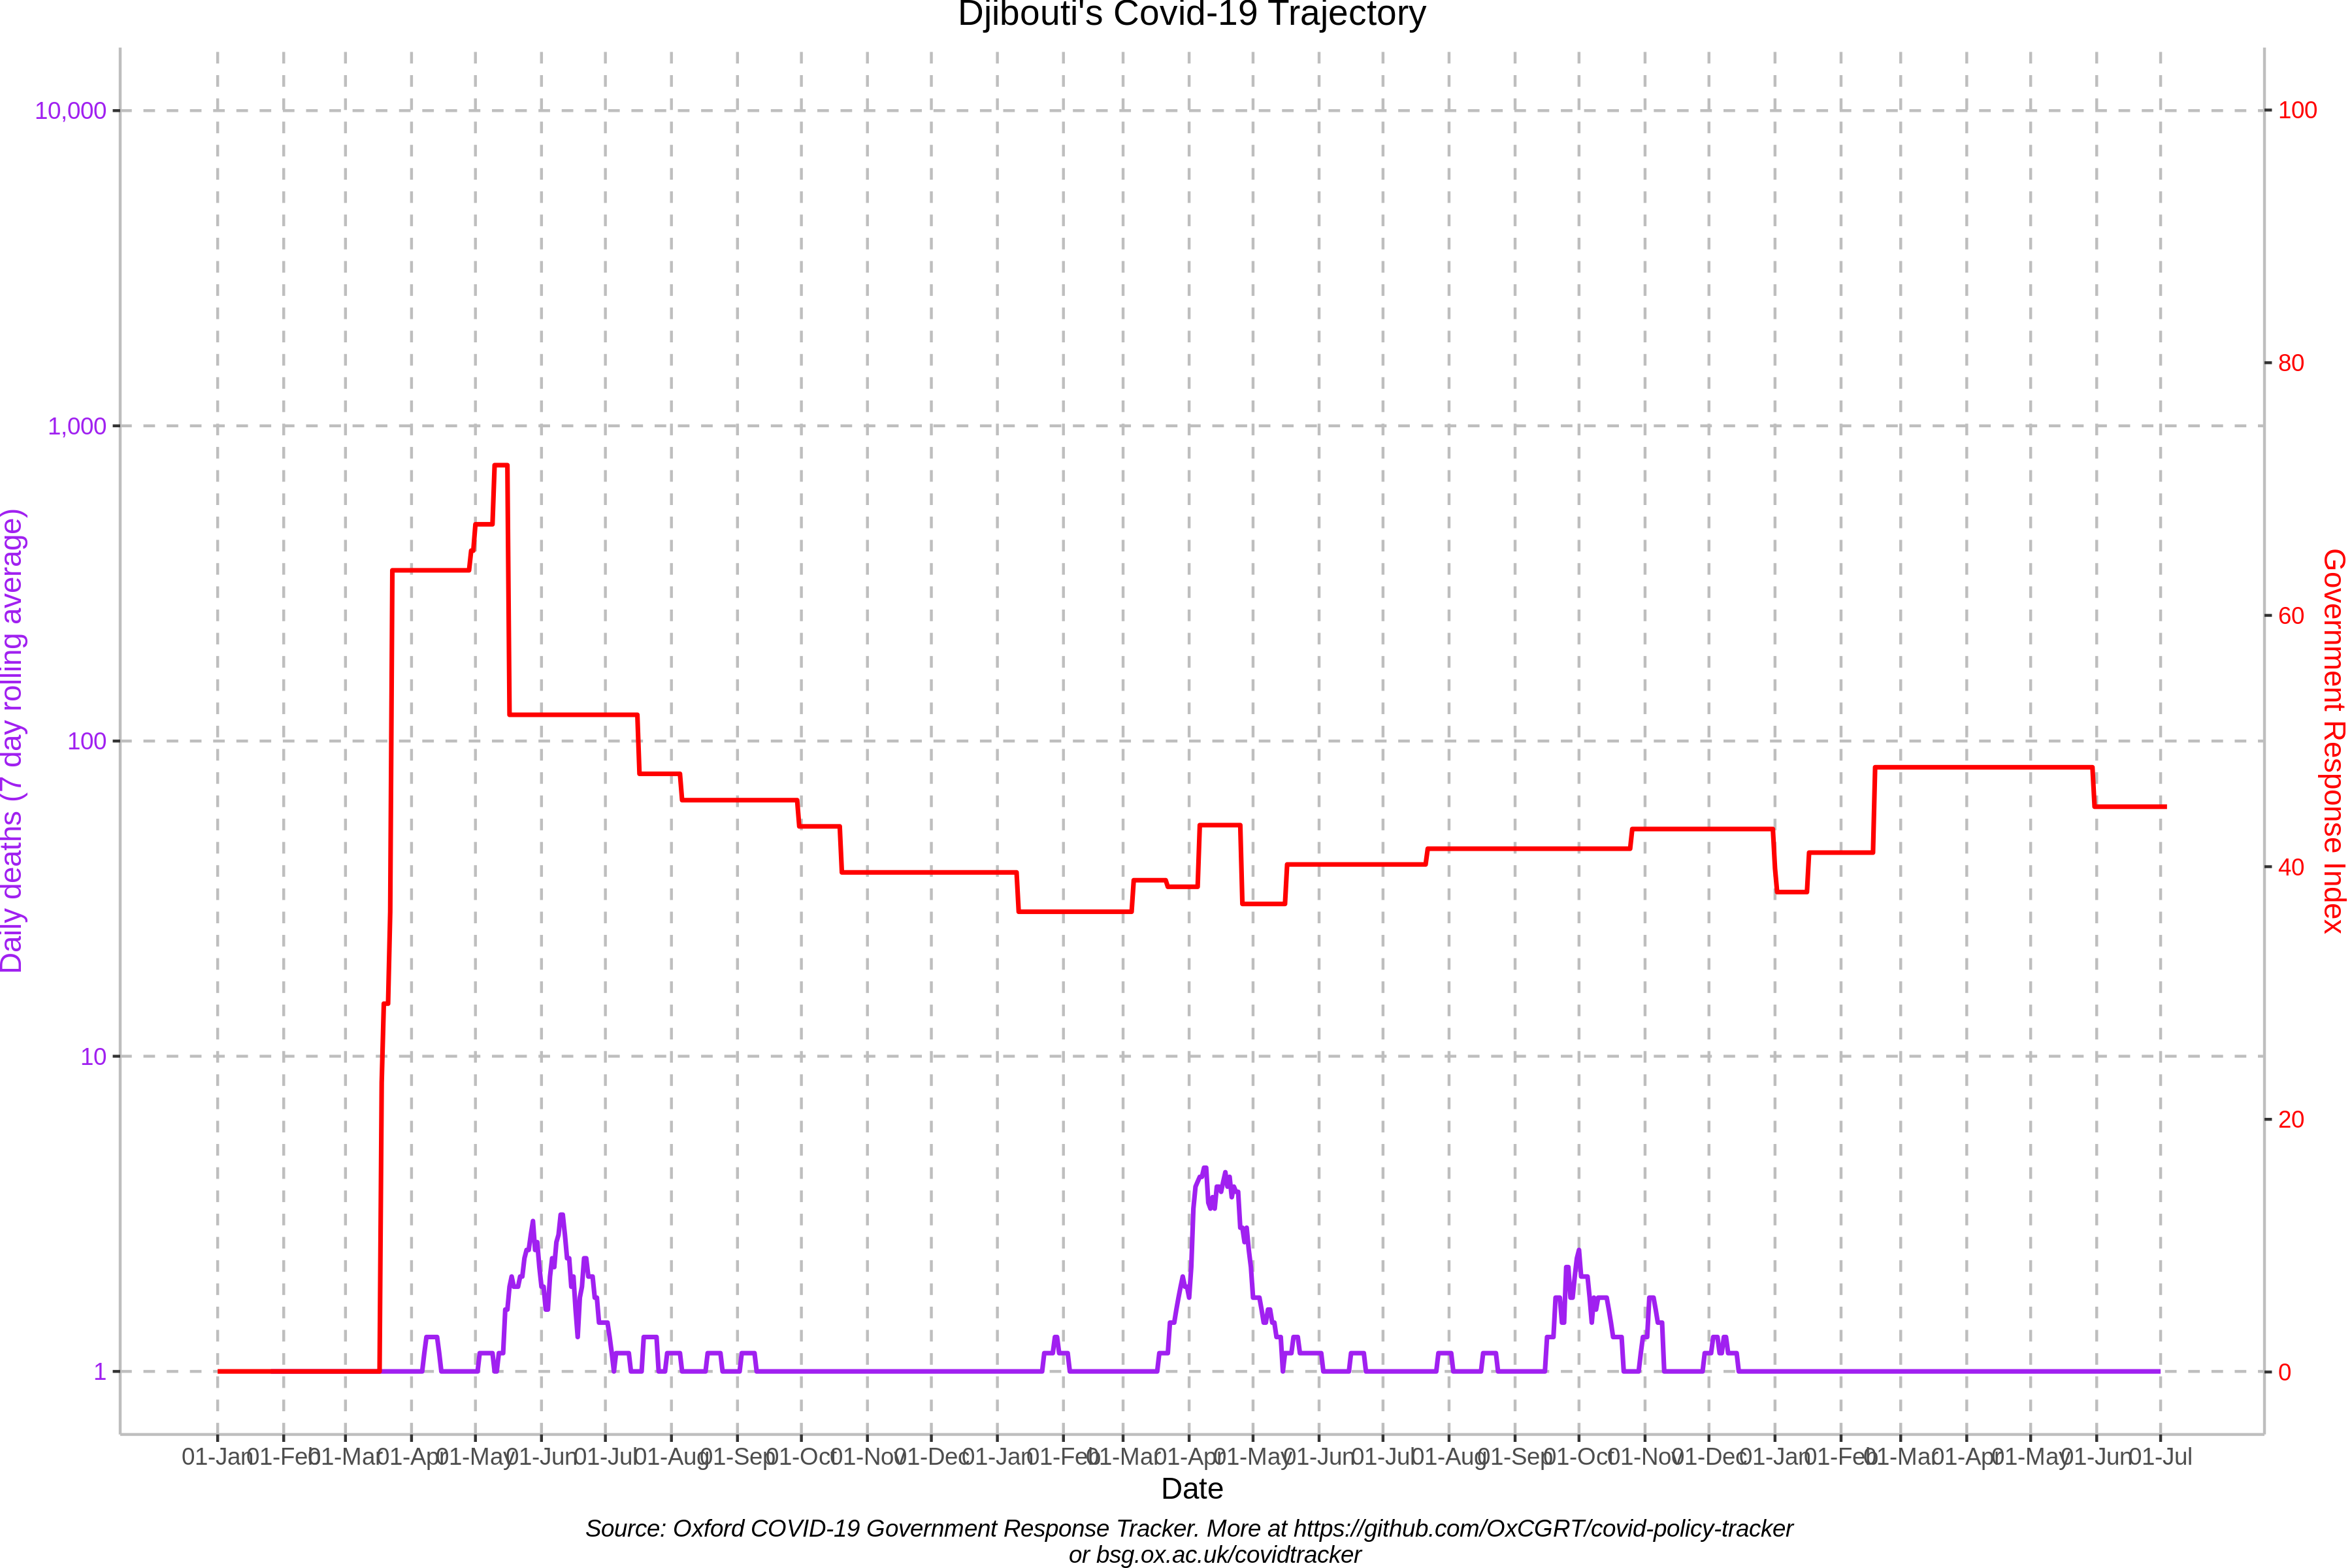 Djibouti's Covid-19 Trajectory
10,000
1,000
100
10
1
Daily deaths (7 day rolling average)
100
80
60
40
20
0
Government Response Index
01-Jan 01-Feb 01-Mar 01-Apr 01-May 01-Jun 01-Jul 01-Aug 01-Sep 01-Oct 01-Nov 01-Dec 01-Jan 01-Feb 01-Mar 01-Apr 01-May 01-Jun 01-Jul 01-Aug 01-Sep 01-Oct 01-Nov 01-Dec 01-Jan 01-Feb 01-Mar 01-Apr 01-May 01-Jun 01-Jul
Date
Source: Oxford COVID-19 Government Response Tracker. More at https://github.com/OxCGRT/covid-policy-tracker
or bsg.ox.ac.uk/covidtracker